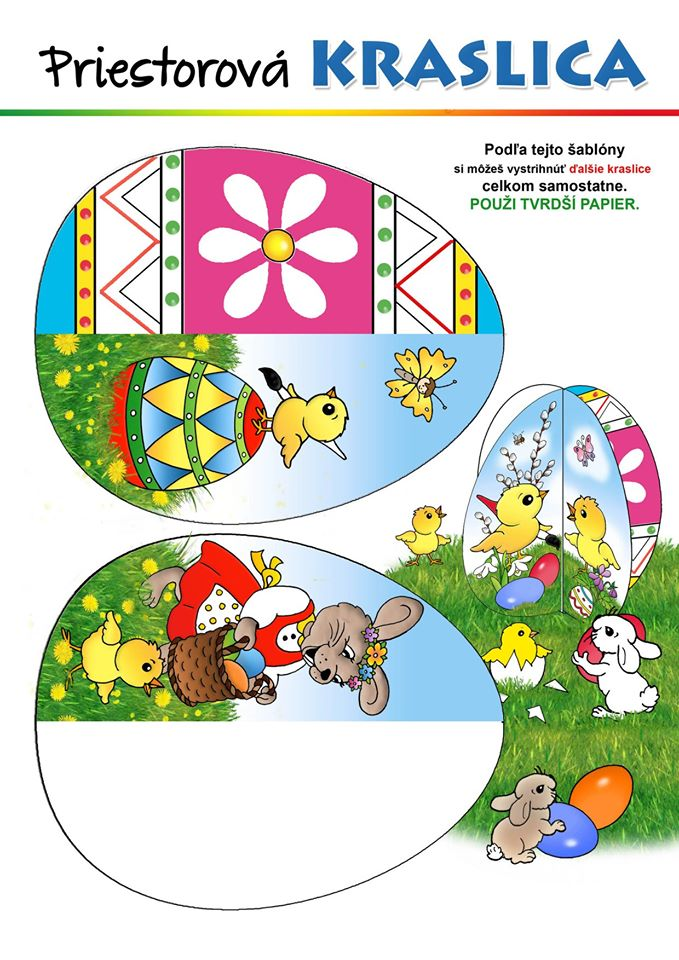 Priestorová KRASLICA
Podľa tejto šablóny
si môžeš vystrihnúť ďalšie kraslice
celkom samostatne.
POUŽI TVRDŠÍ PAPIER.